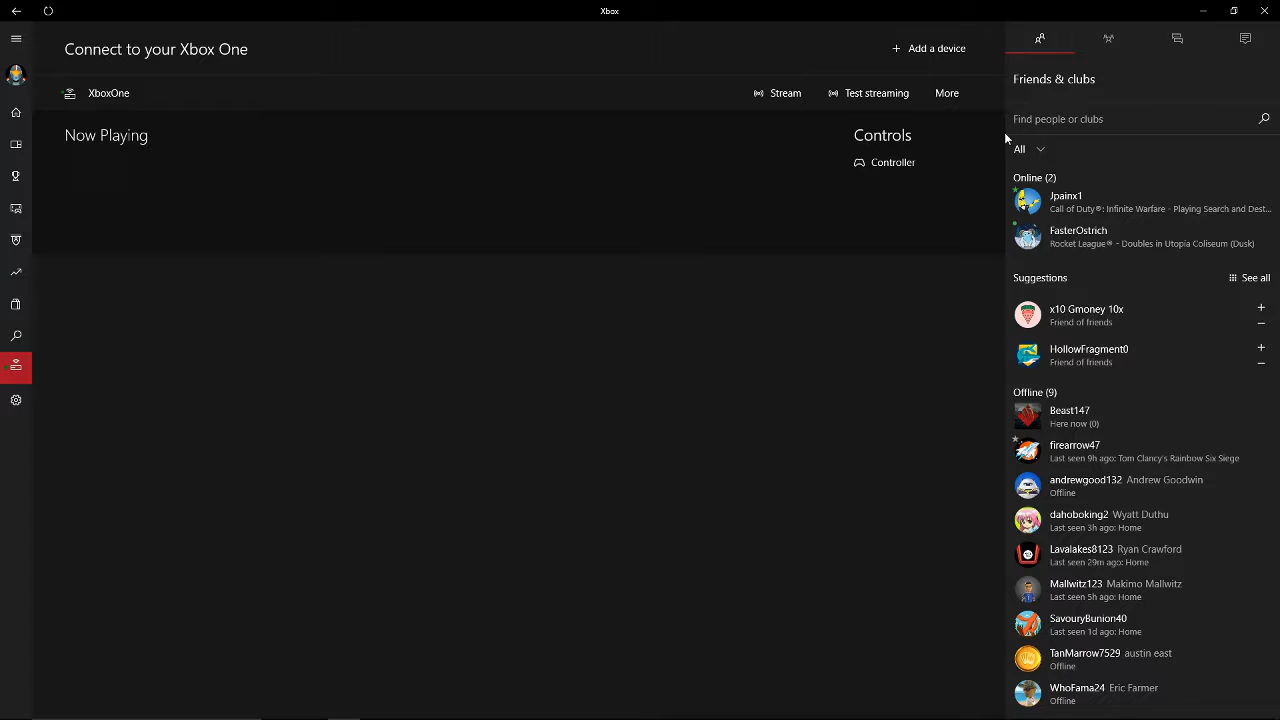 Xbox
Connect to your Xbox One
+ Add a device
XboxOne
Stream
Test streaming
More
Now Playing
Controls
Controller
Friends & clubs
Find people or clubs
All
Online (2)
Jpainx1
Call of Duty®: Infinite Warfare - Playing Search and Dest...
FasterOstrich
Rocket League® - Doubles in Utopia Coliseum (Dusk)
Suggestions
See all
x10 Gmoney 10x
Friend of friends
HollowFragment0
Friend of friends
Offline (9)
Beast147
Here now (0)
firearrow47
Last seen 9h ago: Tom Clancy's Rainbow Six Siege
andrewgood132 Andrew Goodwin
Offline
dahoboking2 Wyatt Duthu
Last seen 3h ago: Home
Lavalakes8123 Ryan Crawford
Last seen 29m ago: Home
Mallwitz123 Makimo Mallwitz
Last seen 5h ago: Home
SavouryBunion40
Last seen 1d ago: Home
TanMarrow7529 austin east
Offline
WhoFama24 Eric Farmer
Offline